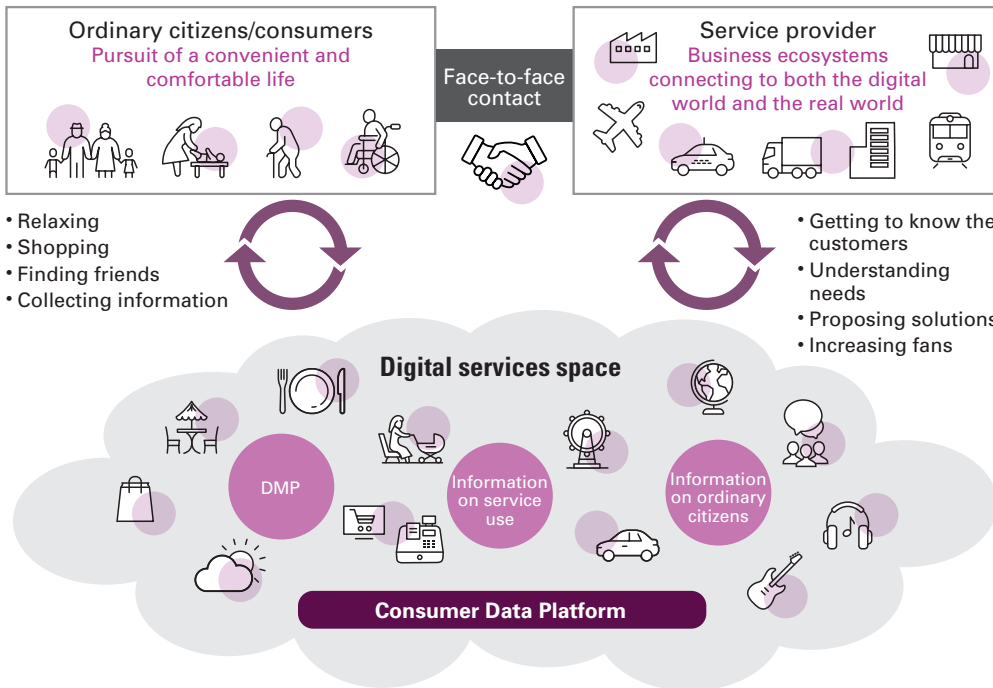 Ordinary citizens/consumers
Pursuit of a convenient and
comfortable life
Face-to-face
contact
Service provider
Business ecosystems
connecting to both the digital
world and the real world
• Relaxing
• Shopping
• Finding friends
• Collecting information
• Getting to know the
customers
• Understanding
needs
• Proposing solutions
• Increasing fans
Digital services space
DMP
Information
on service
use
Information
on ordinary
citizens
Consumer Data Platform